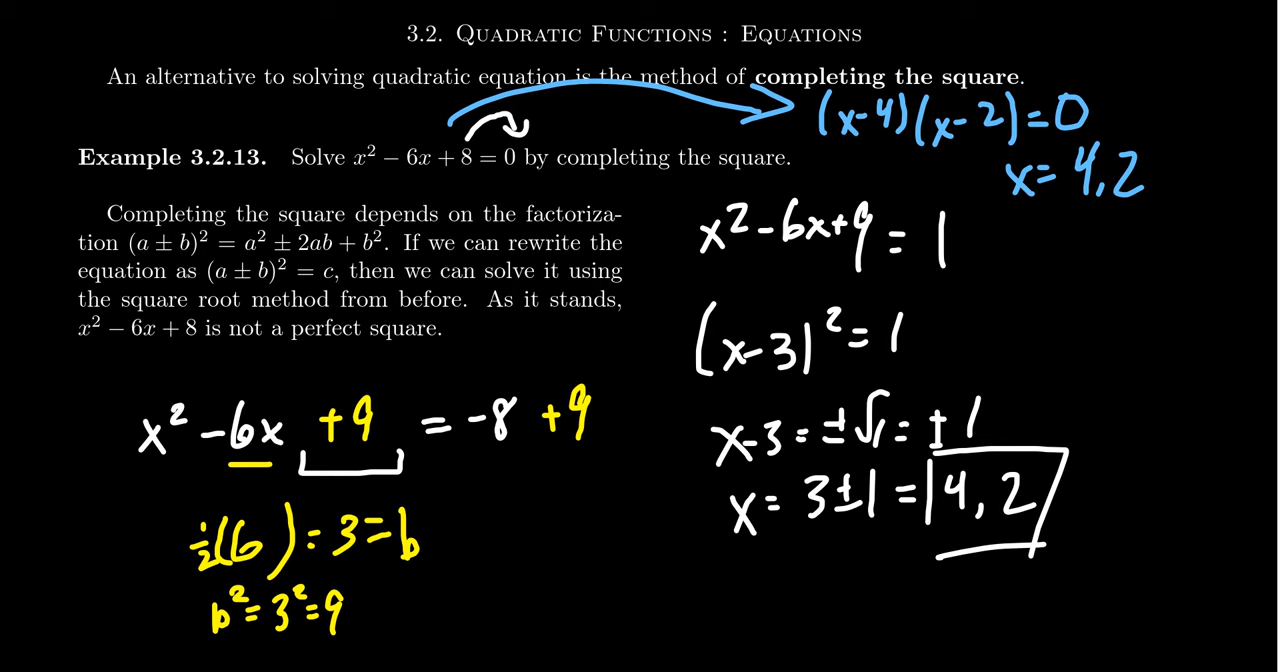 3.2. Quadratic Functions : Equations
An alternative to solving quadratic equation is the method of completing the square.
(x-4)(x-2)=0
x= 4,2
Example 3.2.13. Solve x² − 6x + 8 = 0 by completing the square.
Completing the square depends on the factoriza-
tion (a ± b)² = a² ± 2ab + b². If we can rewrite the
equation as (a ± b)² = c, then we can solve it using
the square root method from before. As it stands,
x² − 6x + 8 is not a perfect square.
x² - 6x + 9 = -8 + 9
½(6) = 3 = b
b² = 3² = 9
x² - 6x + 9 = 1
(x-3)² = 1
x-3 = ± √1 = ± 1
x = 3 ± 1 = 4, 2